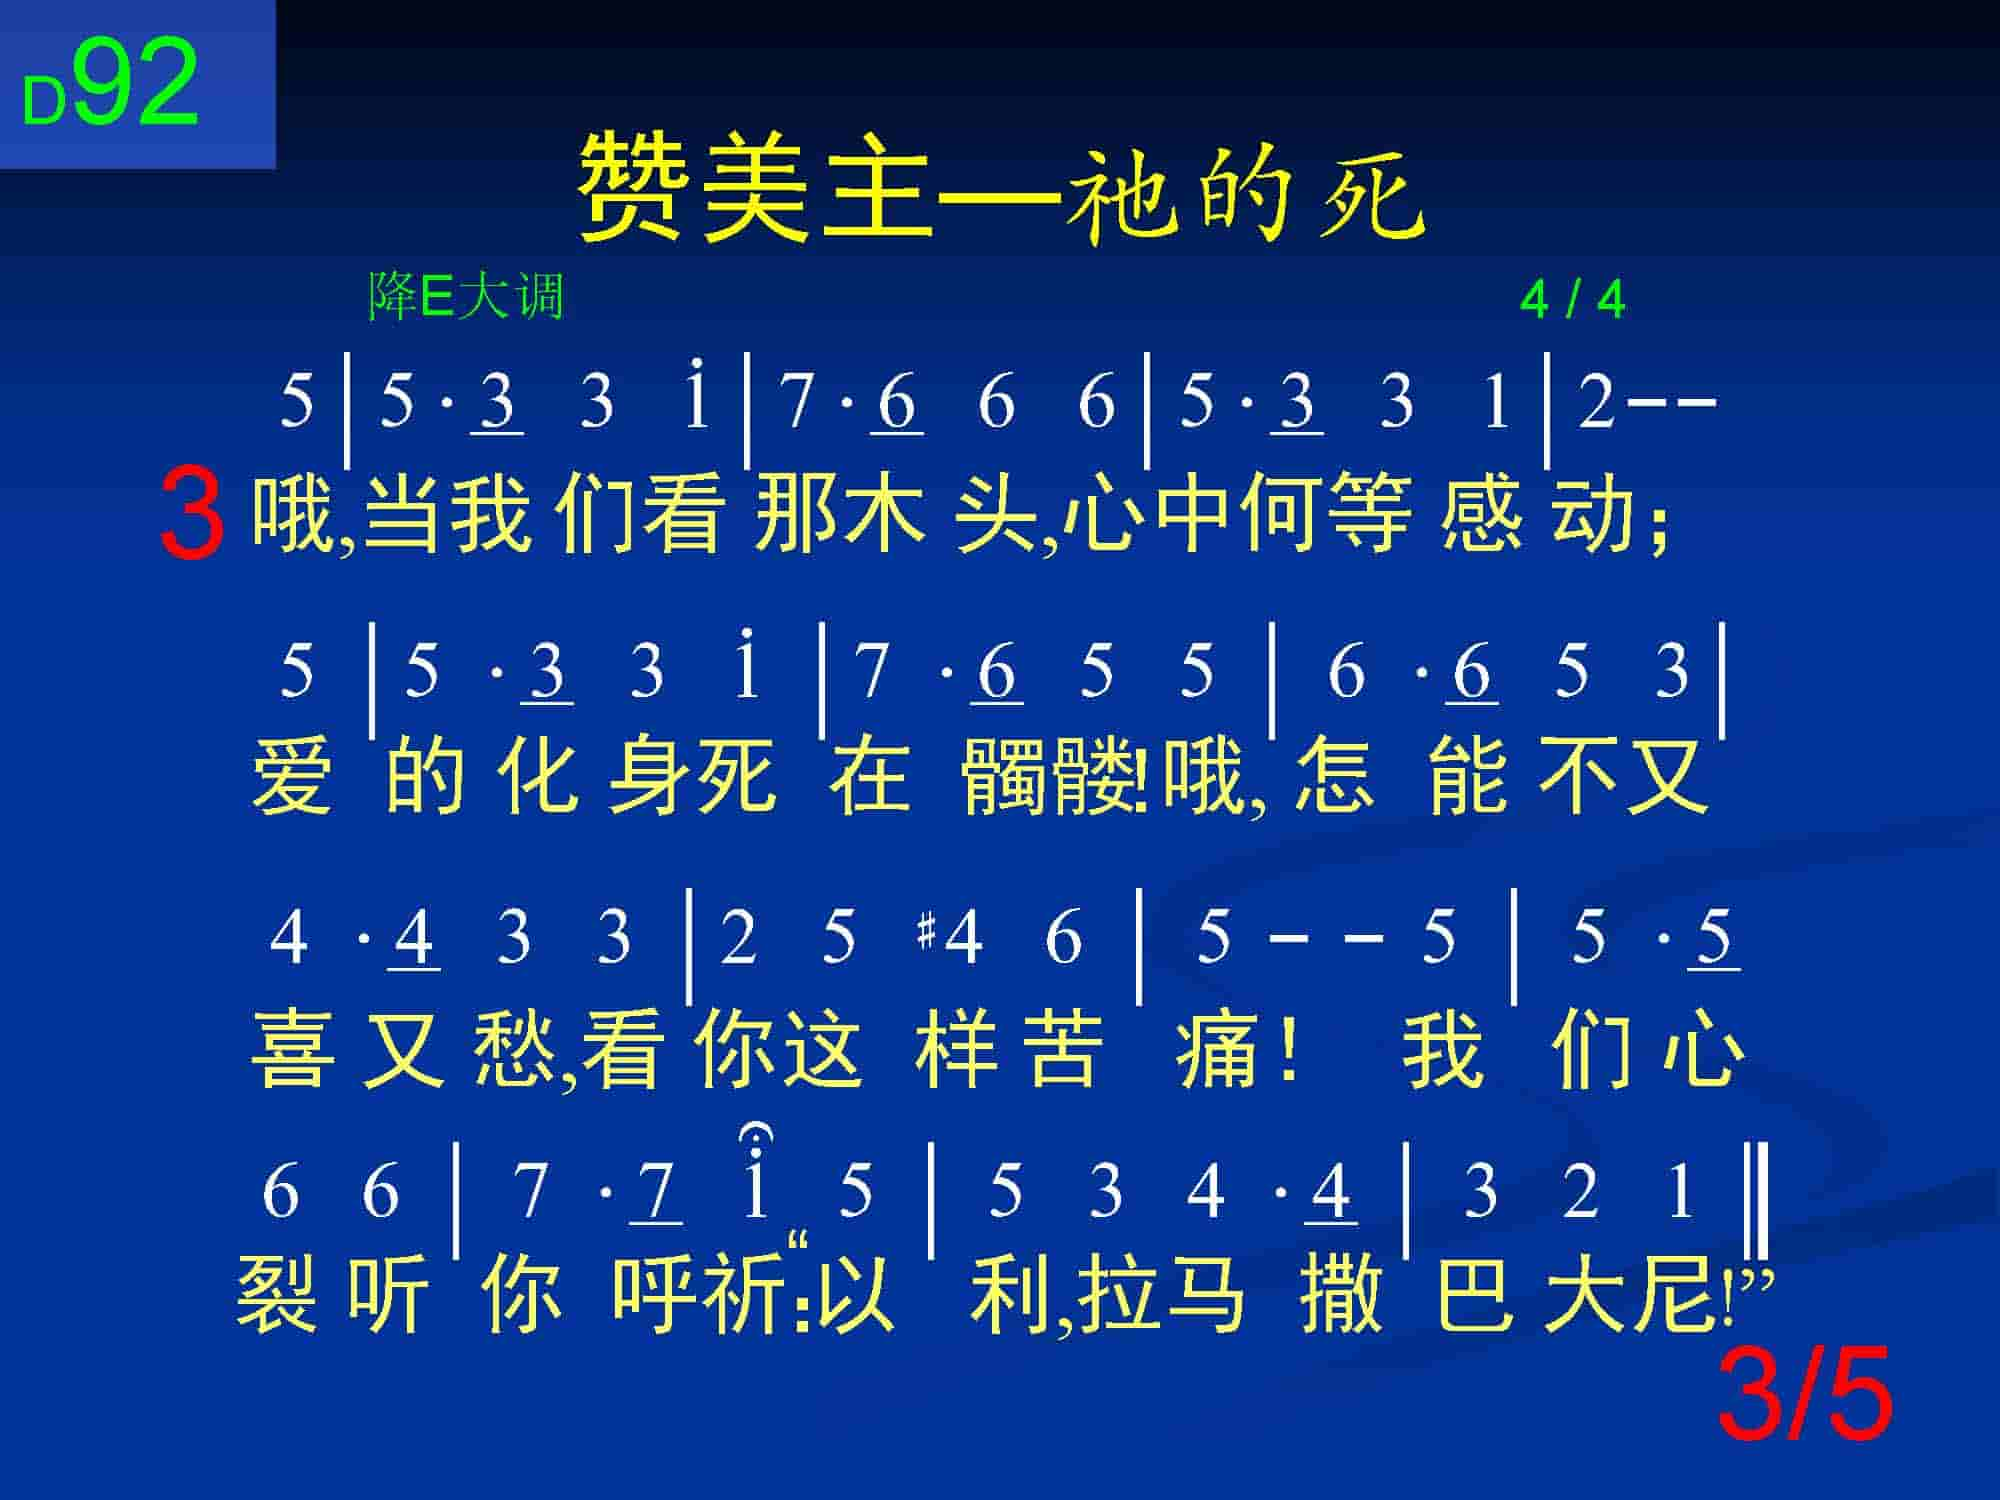 D92
赞美主—祂的死
降E大调 4 / 4
5 | 5 · 3 3 i | 7 · 6 6 6 | 5 · 3 3 1 | 2 – –
3 哦,当我们看那木头,心中何等感动;
5 | 5 · 3 3 i | 7 · 6 5 5 | 6 · 6 5 3 |
爱的化身死在髑髅!哦,怎能不又
4 · 4 3 3 | 2 5 #4 6 | 5 – – 5 | 5 · 5
喜又愁,看你这样苦痛! 我们心
6 6 | 7 · 7 i 5 | 5 3 4 · 4 | 3 2 1 ‖
裂听你呼祈:“以利,拉马撒巴大尼!”
3/5